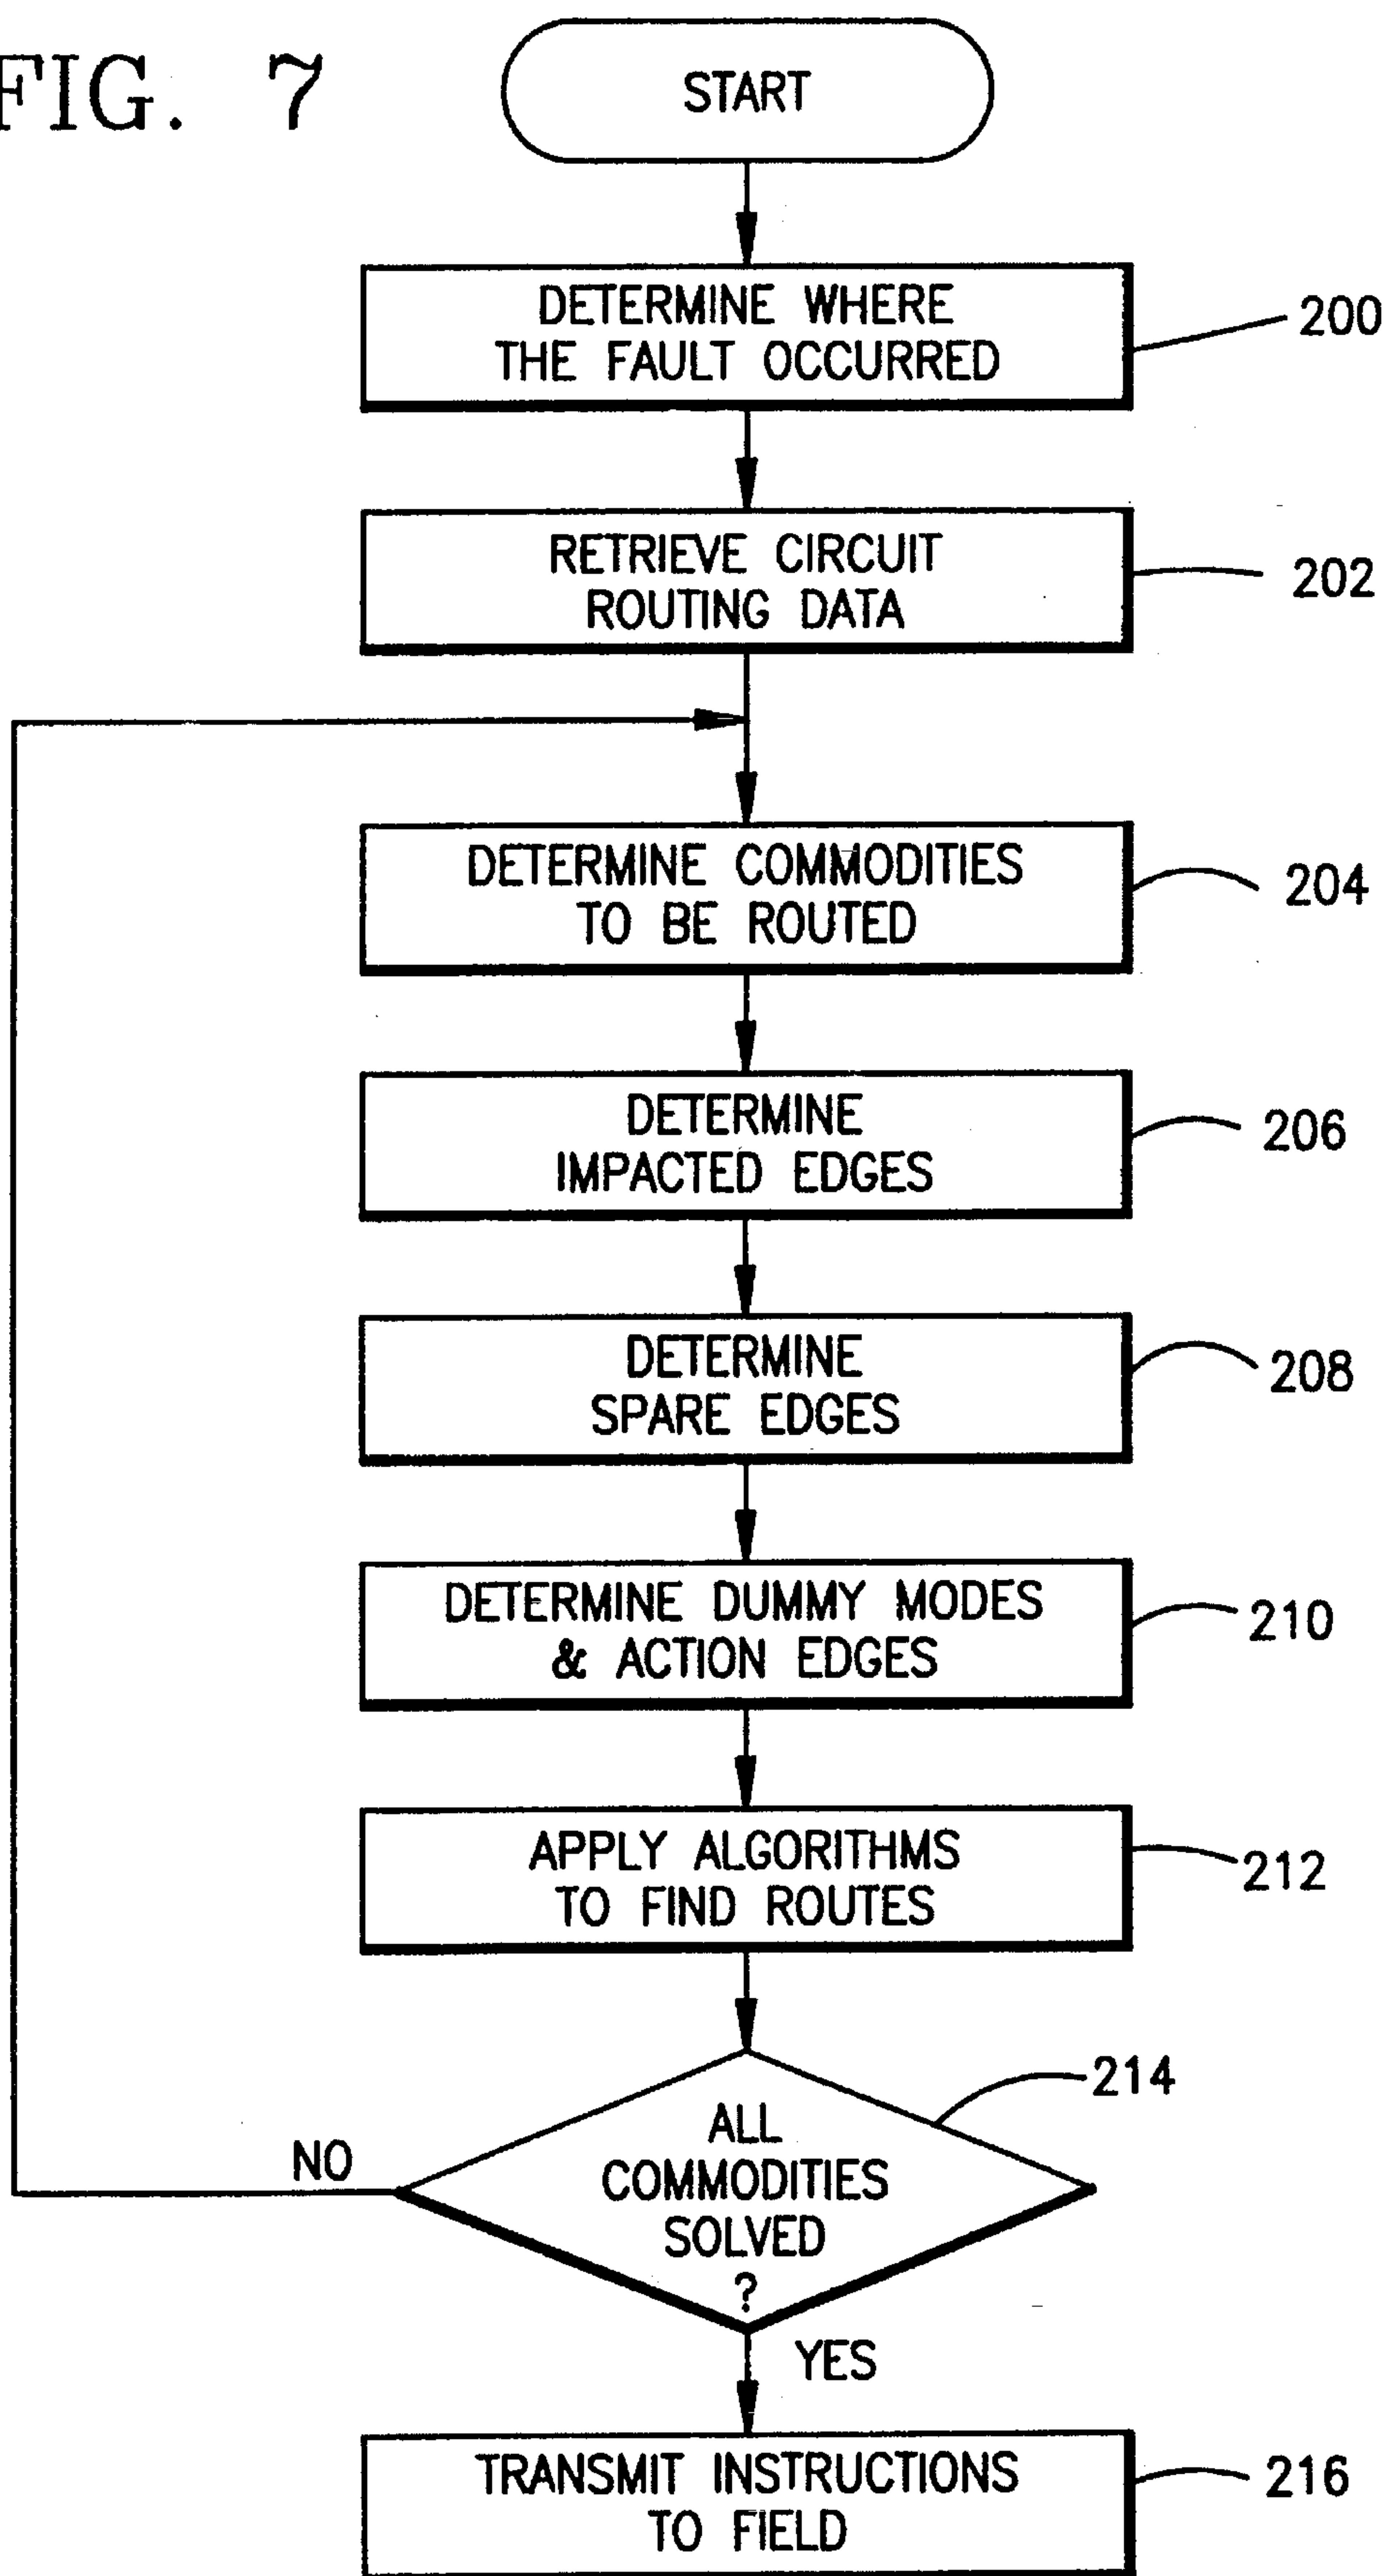 FIG. 7
START
DETERMINE WHERE
THE FAULT OCCURRED
200
RETRIEVE CIRCUIT
ROUTING DATA
202
DETERMINE COMMODITIES
TO BE ROUTED
204
DETERMINE
IMPACTED EDGES
206
DETERMINE
SPARE EDGES
208
DETERMINE DUMMY MODES
& ACTION EDGES
210
APPLY ALGORITHMS
TO FIND ROUTES
212
214
ALL
COMMODITIES
SOLVED
?
NO
YES
TRANSMIT INSTRUCTIONS
TO FIELD
216